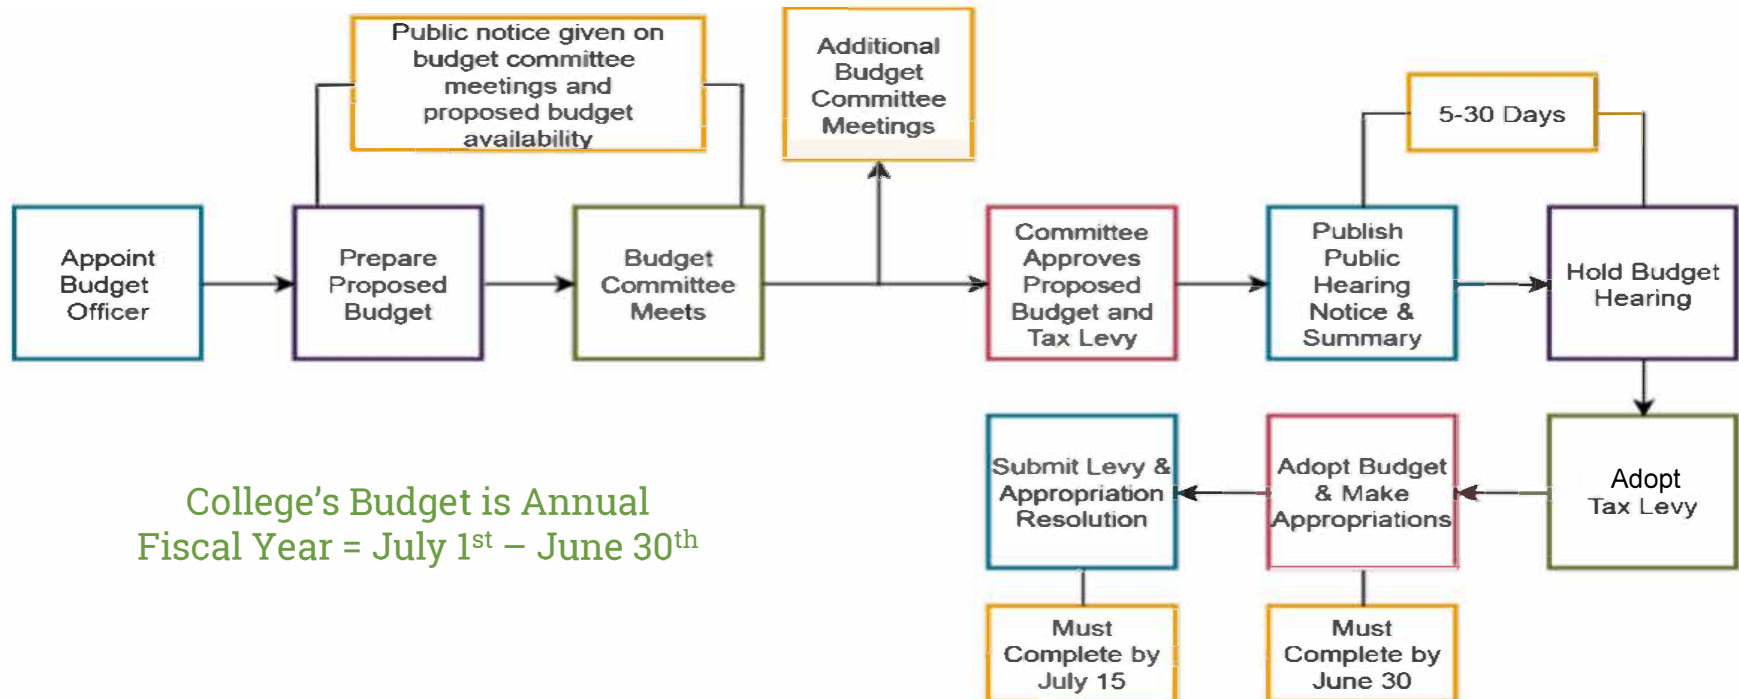 Public notice given on
budget committee
meetings and
proposed budget
availability
Additional
Budget
Committee
Meetings
5-30 Days
Appoint
Budget
Officer
Prepare
Proposed
Budget
Budget
Committee
Meets
Committee
Approves
Proposed
Budget and
Tax Levy
Publish
Public
Hearing
Notice &
Summary
Hold Budget
Hearing
Adopt
Tax Levy
Adopt Budget
& Make
Appropriations
Submit Levy &
Appropriation
Resolution
Must
Complete by
July 15
Must
Complete by
June 30
College’s Budget is Annual
Fiscal Year = July 1st – June 30th